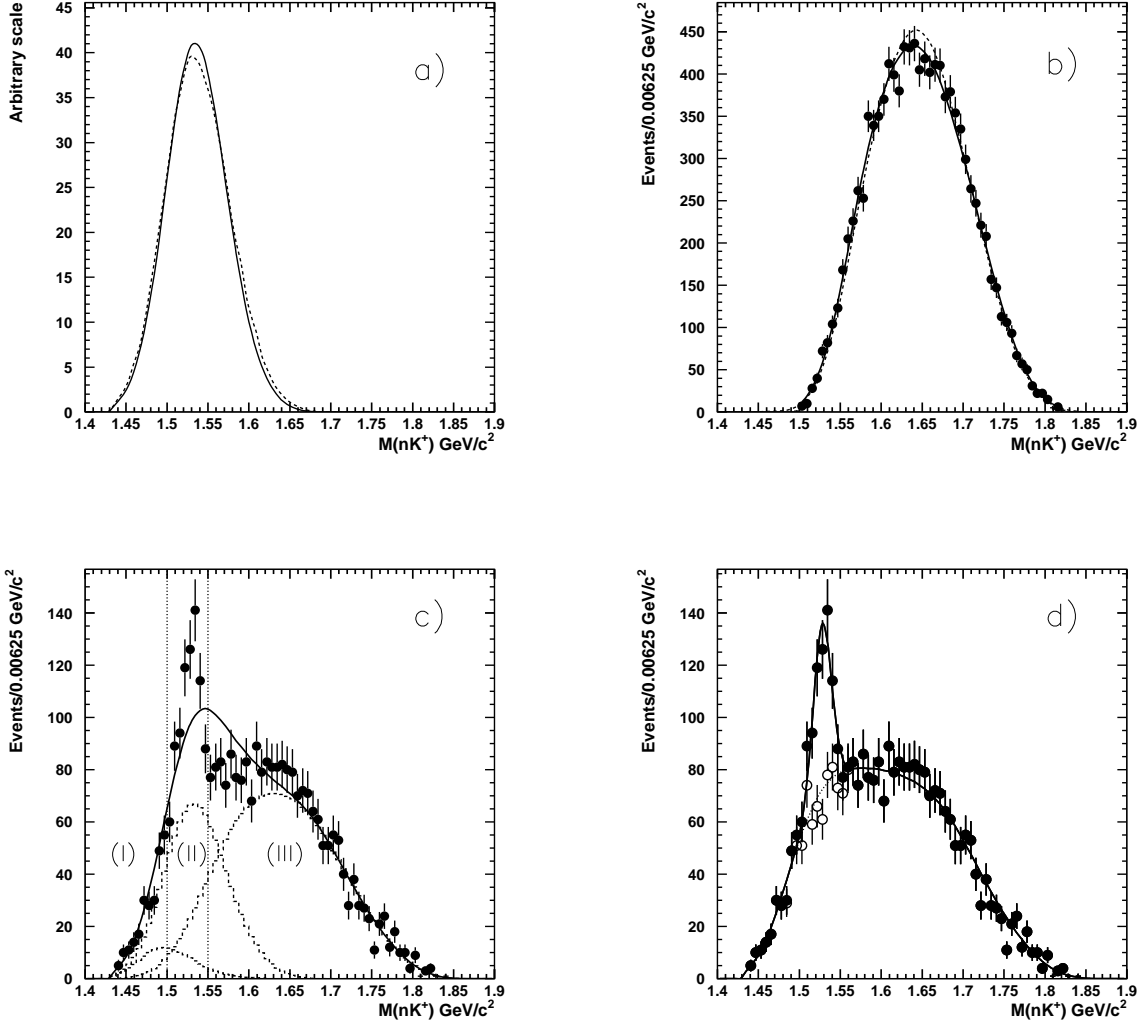 Arbitrary scale
a)
40
35
30
25
20
15
10
5
0
1.4 1.45 1.5 1.55 1.6 1.65 1.7 1.75 1.8 1.85 1.9
M(nK⁺) GeV/c²
Events/0.00625 GeV/c²
b)
450
400
350
300
250
200
150
100
50
0
1.4 1.45 1.5 1.55 1.6 1.65 1.7 1.75 1.8 1.85 1.9
M(nK⁺) GeV/c²
Events/0.00625 GeV/c²
c)
140
120
100
80
60
40
20
0
(I) (II) (III)
1.4 1.45 1.5 1.55 1.6 1.65 1.7 1.75 1.8 1.85 1.9
M(nK⁺) GeV/c²
Events/0.00625 GeV/c²
d)
140
120
100
80
60
40
20
0
1.4 1.45 1.5 1.55 1.6 1.65 1.7 1.75 1.8 1.85 1.9
M(nK⁺) GeV/c²